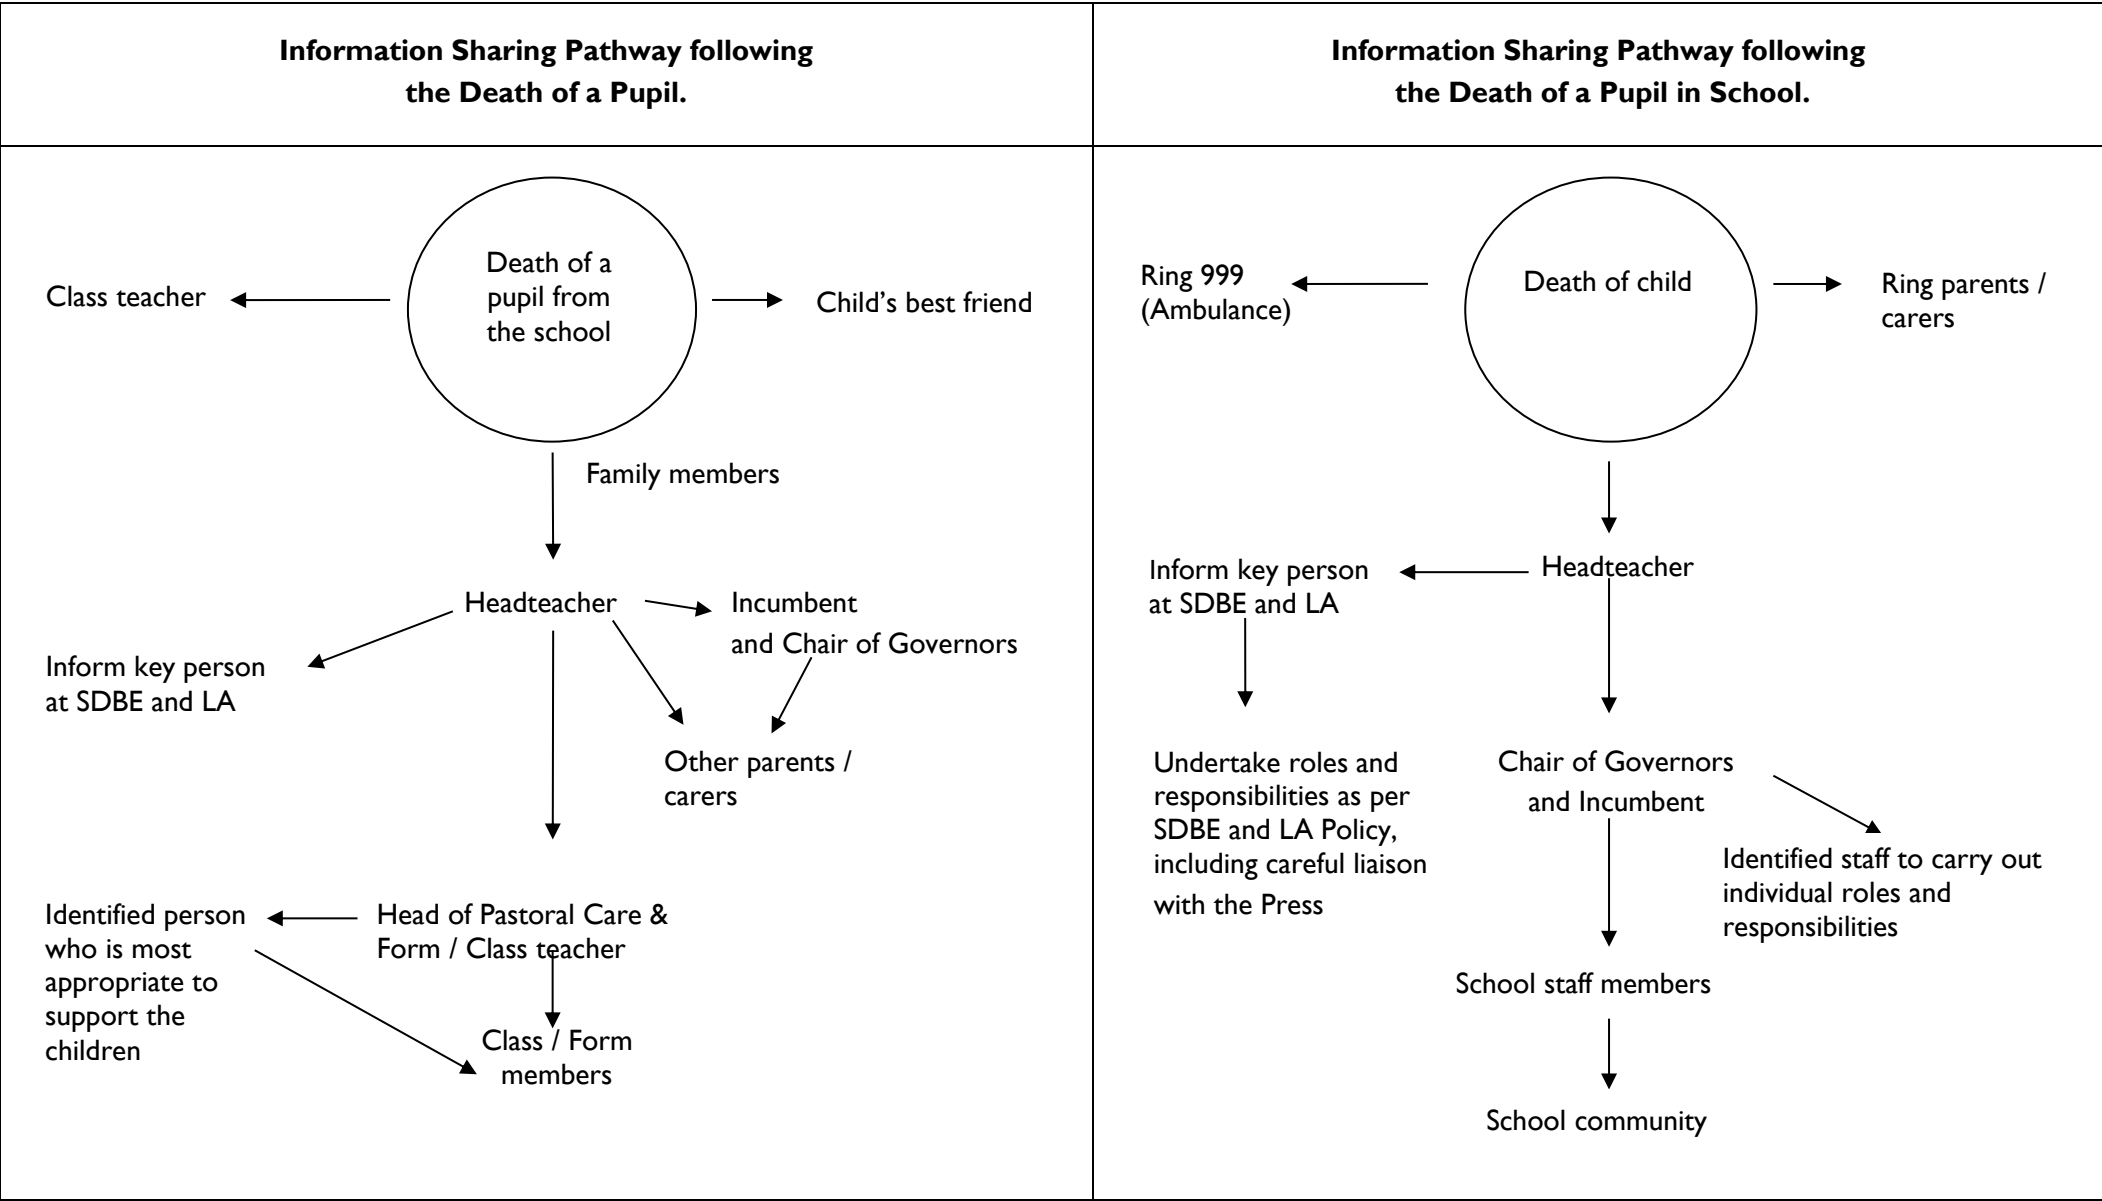 Information Sharing Pathway following
the Death of a Pupil.
Information Sharing Pathway following
the Death of a Pupil in School.
Death of a
pupil from
the school
Class teacher
Child’s best friend
Family members
Headteacher
Incumbent
and Chair of Governors
Inform key person
at SDBE and LA
Other parents /
carers
Identified person
who is most
appropriate to
support the
children
Head of Pastoral Care &
Form / Class teacher
Class / Form
members
Death of child
Ring 999
(Ambulance)
Ring parents /
carers
Headteacher
Inform key person
at SDBE and LA
Undertake roles and
responsibilities as per
SDBE and LA Policy,
including careful liaison
with the Press
Chair of Governors
and Incumbent
Identified staff to carry out
individual roles and
responsibilities
School staff members
School community